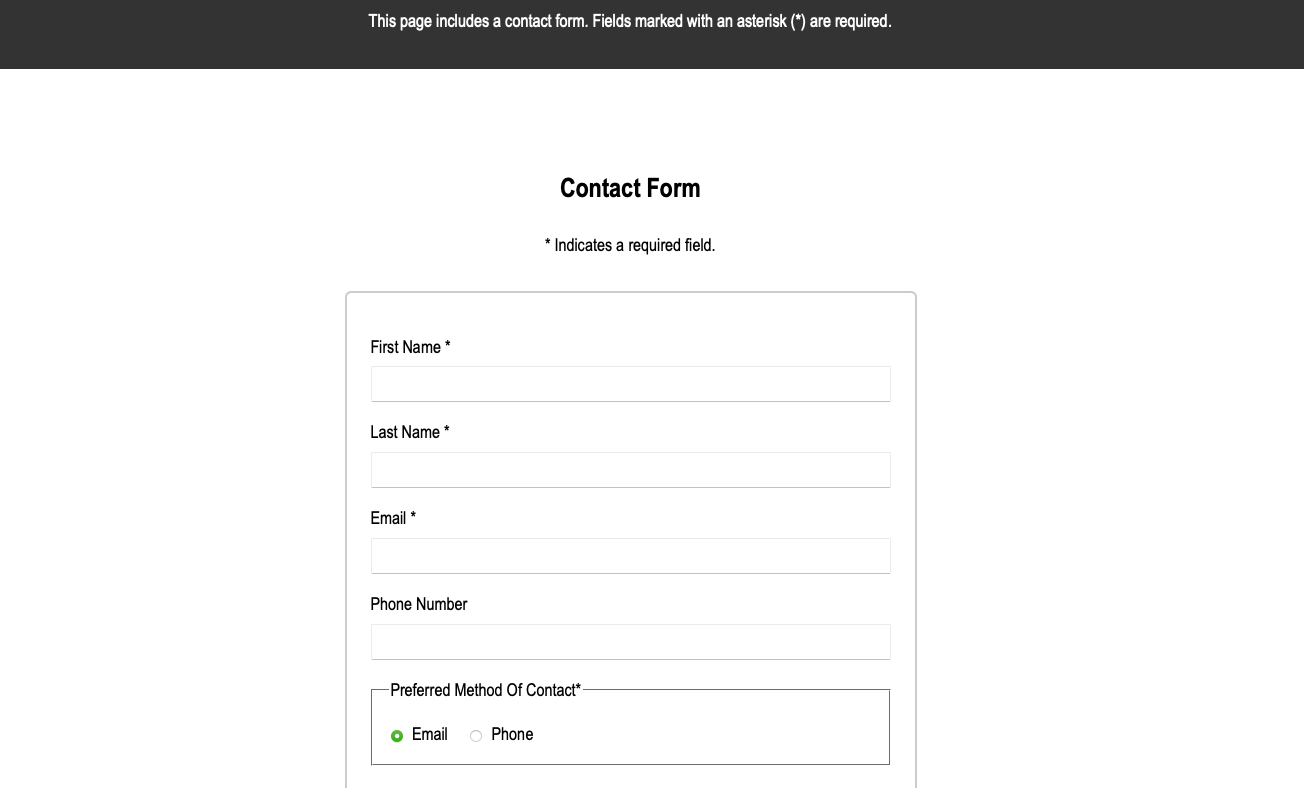 This page includes a contact form. Fields marked with an asterisk (*) are required.
Contact Form
* Indicates a required field.
First Name *
Last Name *
Email *
Phone Number
Preferred Method Of Contact*
Email Phone